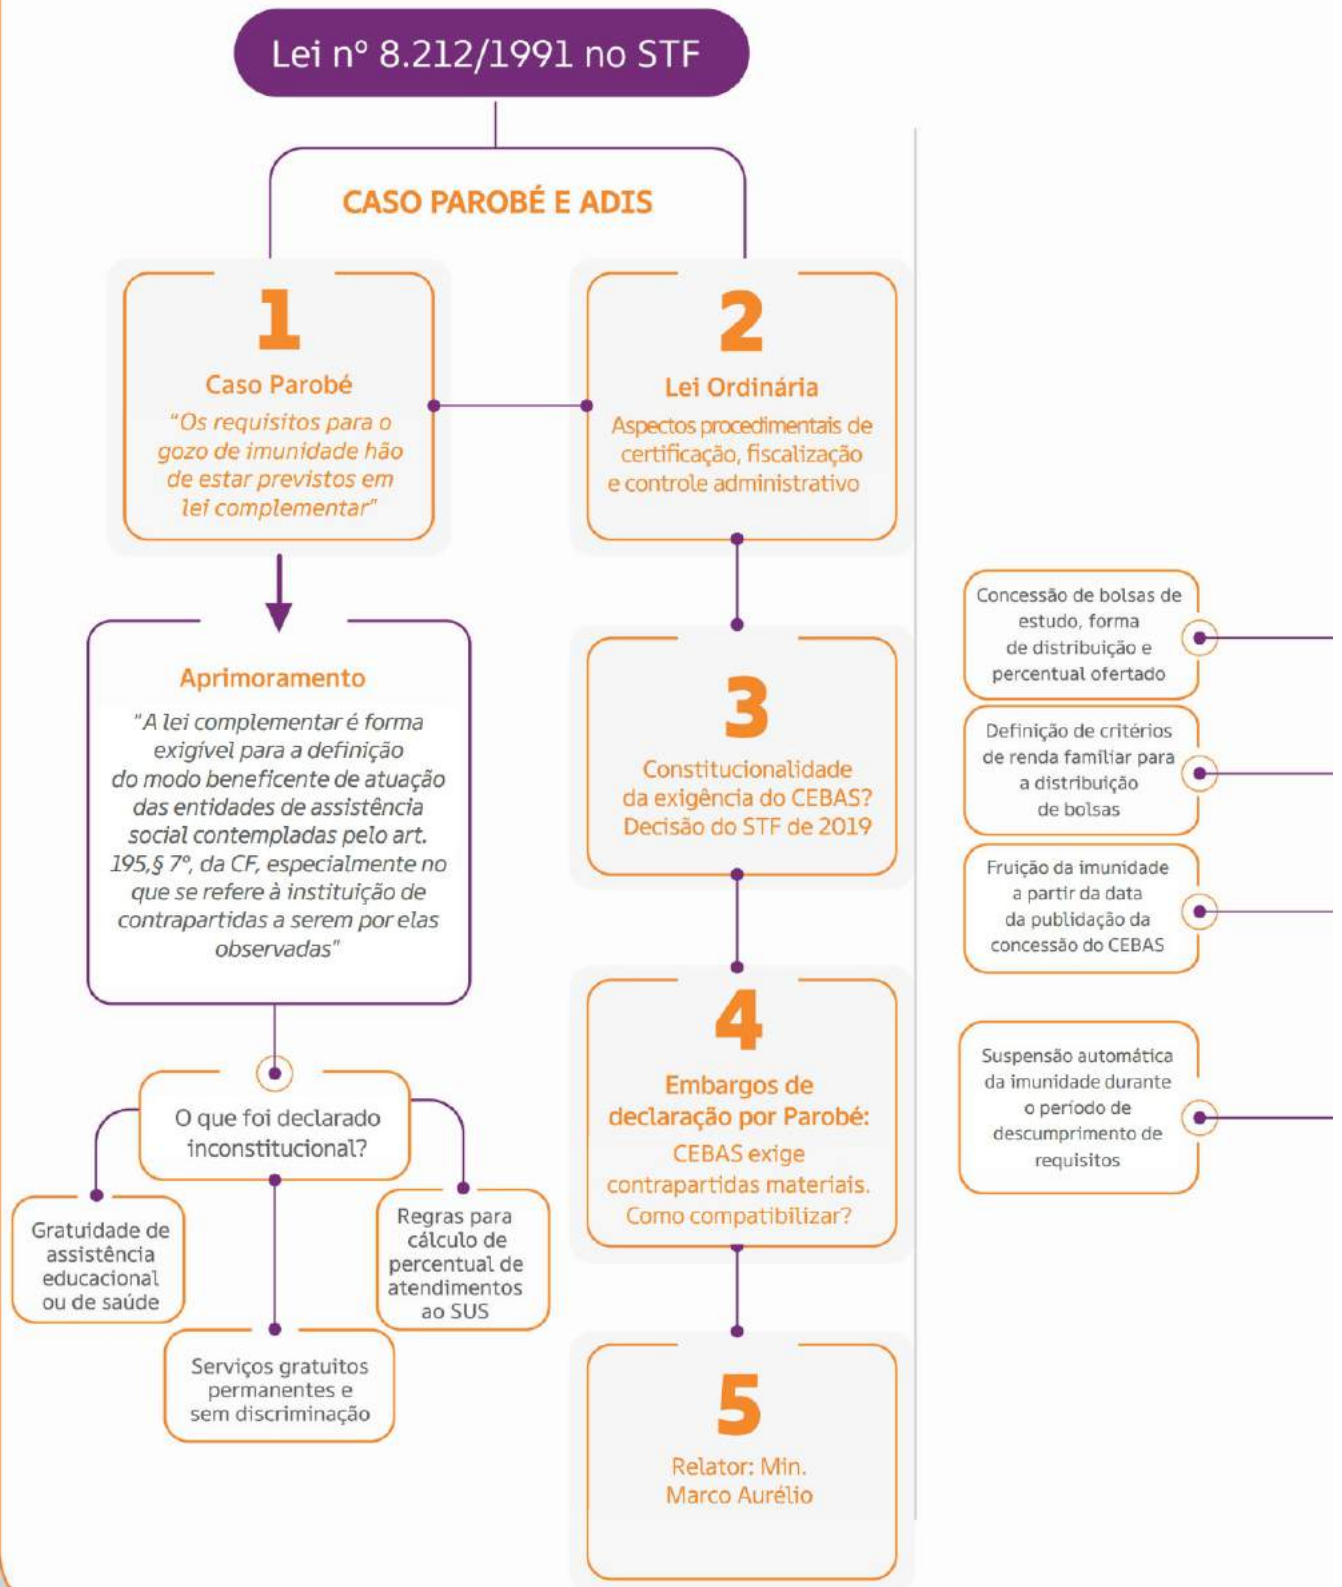 Lei nº 8.212/1991 no STF
CASO PAROBÉ E ADIS
1
Caso Parobé
"Os requisitos para o
gozo de imunidade hão
de estar previstos em
lei complementar"
2
Lei Ordinária
Aspectos procedimentais de
certificação, fiscalização
e controle administrativo
Aprimoramento
"A lei complementar é forma
exigível para a definição
do modo beneficente de atuação
das entidades de assistência
social contempladas pelo art.
195,§ 7º, da CF, especialmente no
que se refere à instituição de
contrapartidas a serem por elas
observadas"
O que foi declarado
inconstitucional?
Gratuidade de
assistência
educacional
ou de saúde
Serviços gratuitos
permanentes e
sem discriminação
Regras para
cálculo de
percentual de
atendimentos
ao SUS
3
Constitucionalidade
da exigência do CEBAS?
Decisão do STF de 2019
4
Embargos de
declaração por Parobé:
CEBAS exige
contrapartidas materiais.
Como compatibilizar?
5
Relator: Min.
Marco Aurélio
Concessão de bolsas de
estudo, forma
de distribuição e
percentual ofertado
Definição de critérios
de renda familiar para
a distribuição
de bolsas
Fruição da imunidade
a partir da data
da publidação da
concessão do CEBAS
Suspensão automática
da imunidade durante
o período de
descumprimento de
requisitos